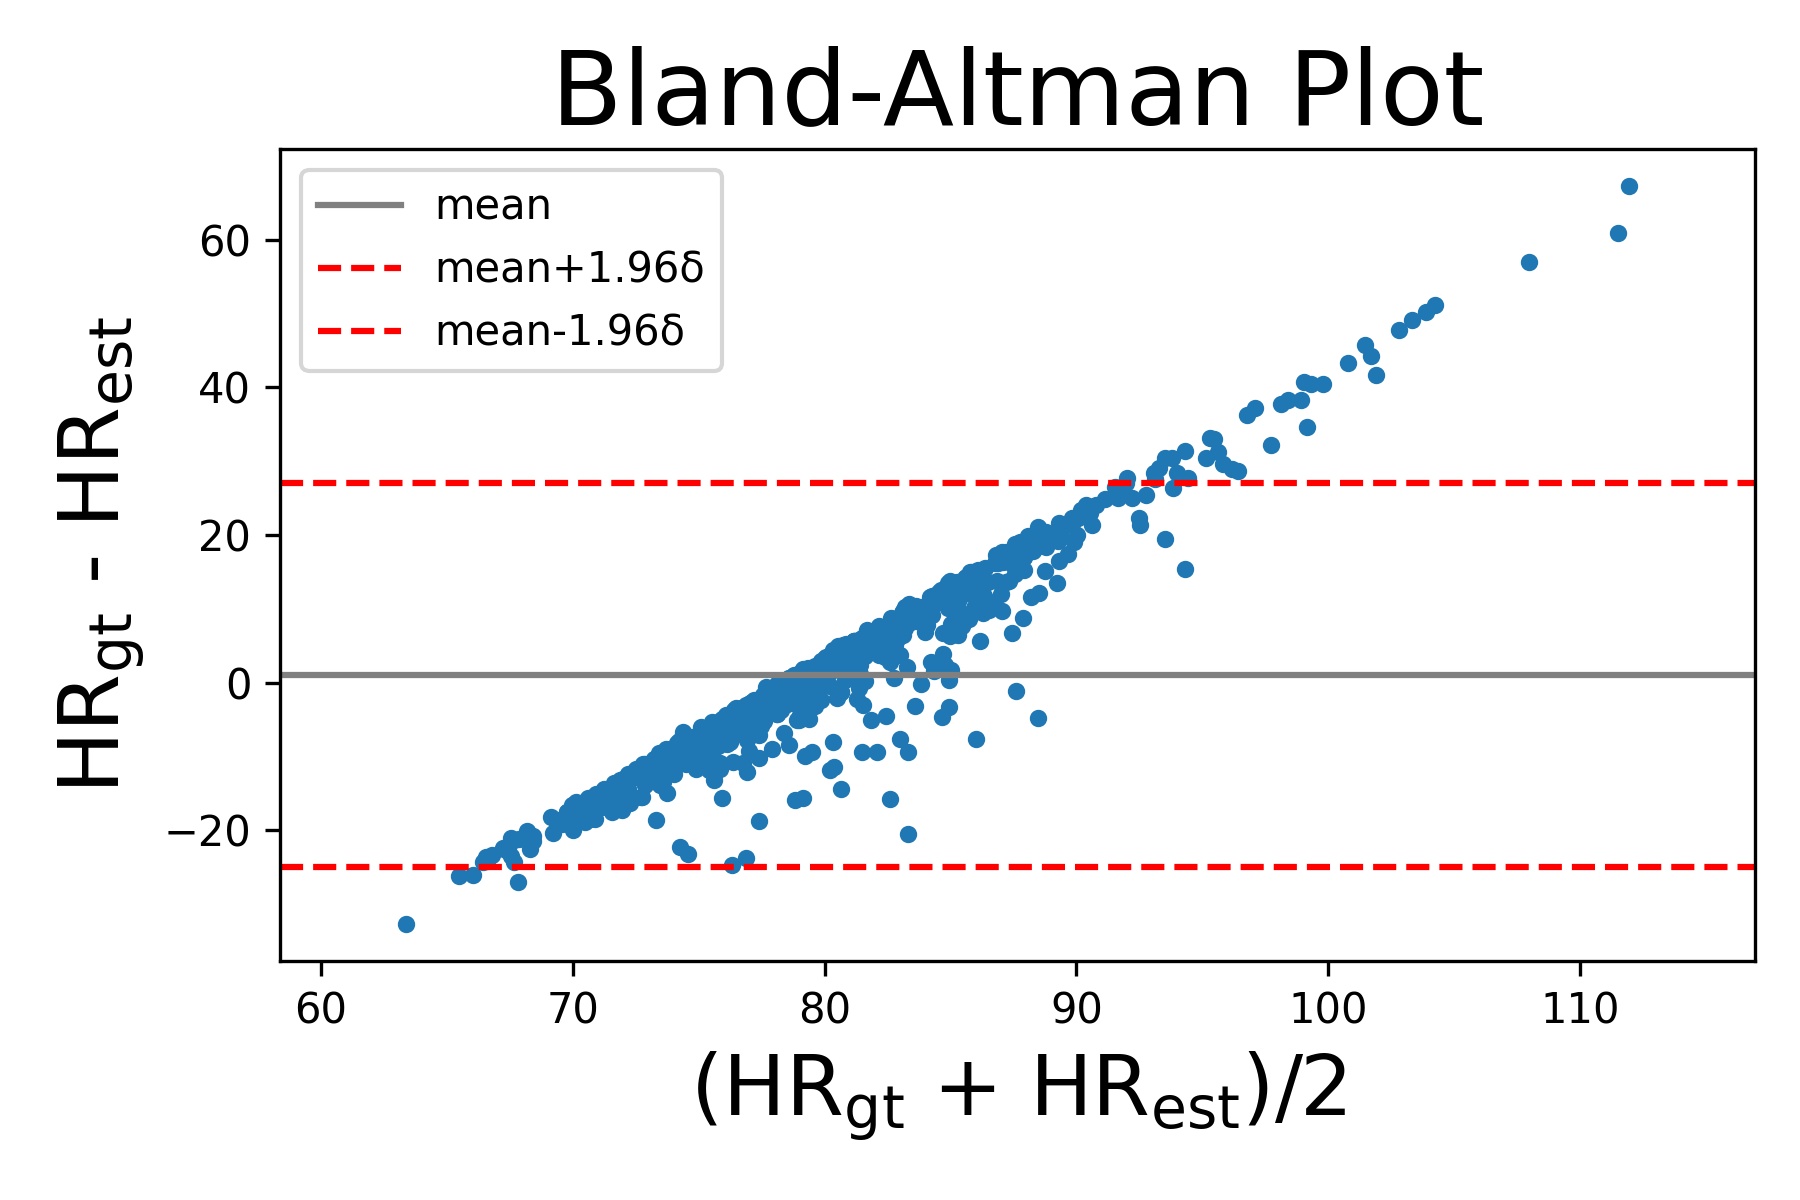 Bland-Altman Plot
mean
mean+1.96δ
mean-1.96δ
HRgt - HRest
60
40
20
0
−20
60 70 80 90 100 110
(HRgt + HRest)/2